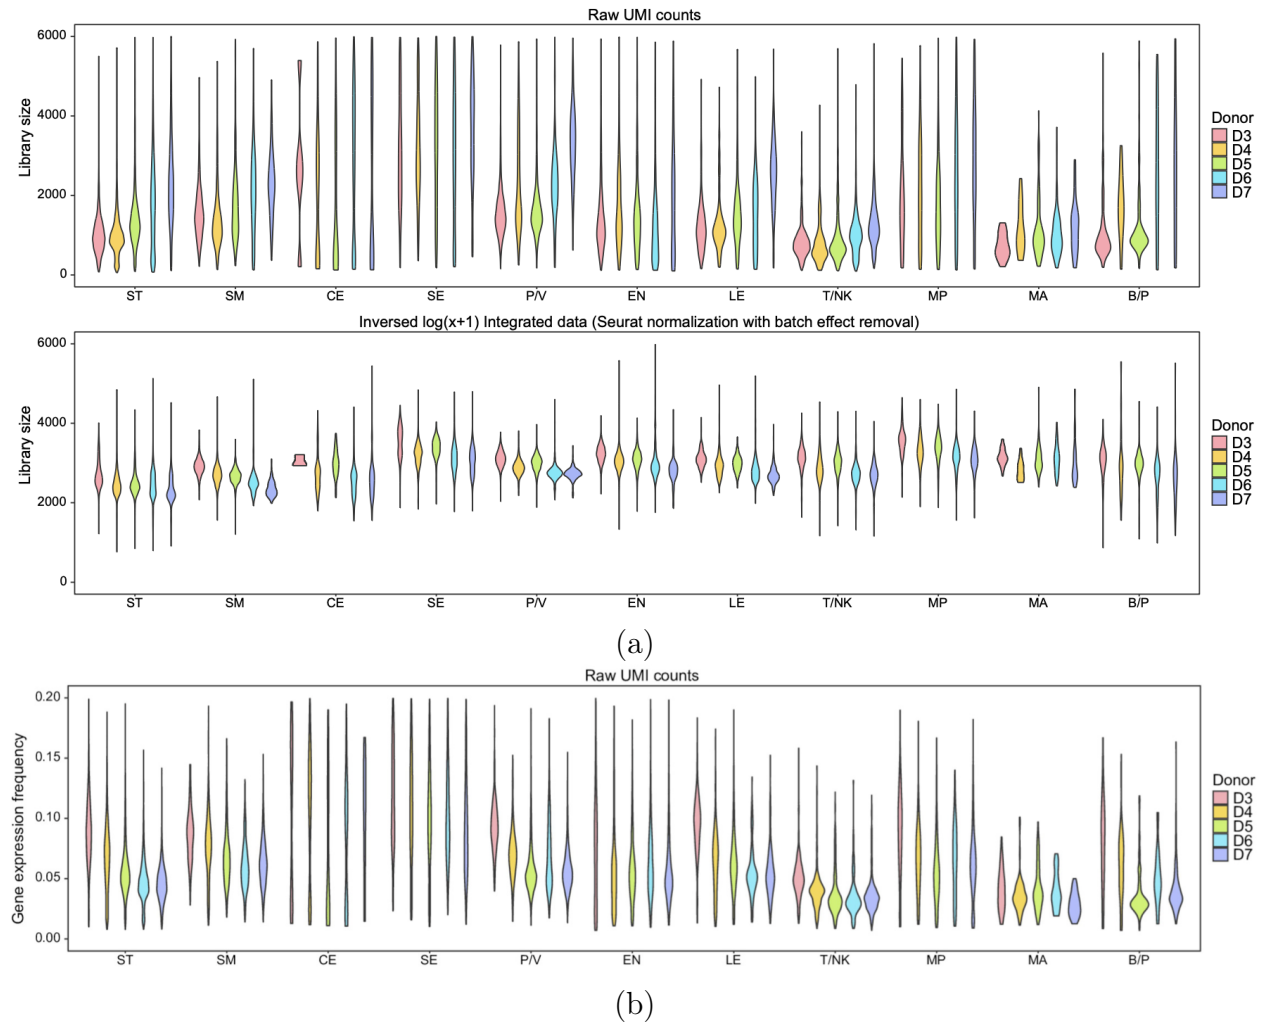 Raw UMI counts
6000
4000
2000
0
Library size
ST SM CE SE P/V EN LE T/NK MP MA B/P
Donor
D3
D4
D5
D6
D7
Inversed log(x+1) Integrated data (Seurat normalization with batch effect removal)
6000
4000
2000
0
Library size
ST SM CE SE P/V EN LE T/NK MP MA B/P
Donor
D3
D4
D5
D6
D7
(a)
Raw UMI counts
0.20
0.15
0.10
0.05
0.00
Gene expression frequency
ST SM CE SE P/V EN LE T/NK MP MA B/P
Donor
D3
D4
D5
D6
D7
(b)